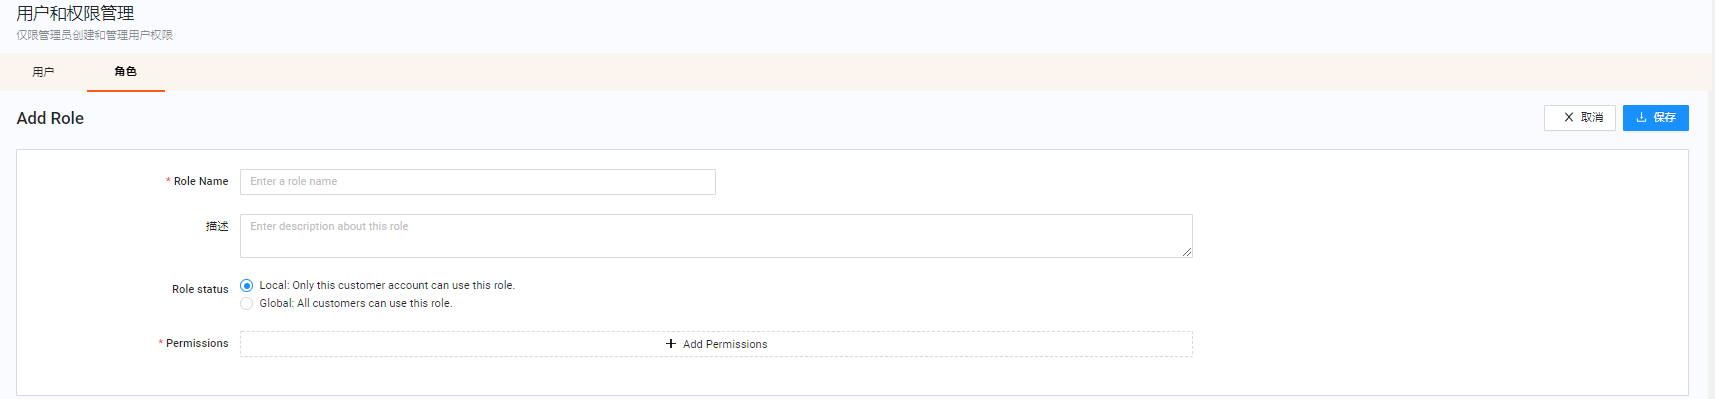 用户和权限管理
仅限管理员创建和管理用户权限
用户 角色
Add Role
取消 保存
* Role Name Enter a role name
描述 Enter description about this role
Role status Local: Only this customer account can use this role.
Global: All customers can use this role.
* Permissions + Add Permissions